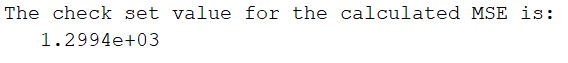 The check set value for the calculated MSE is:
1.2994e+03